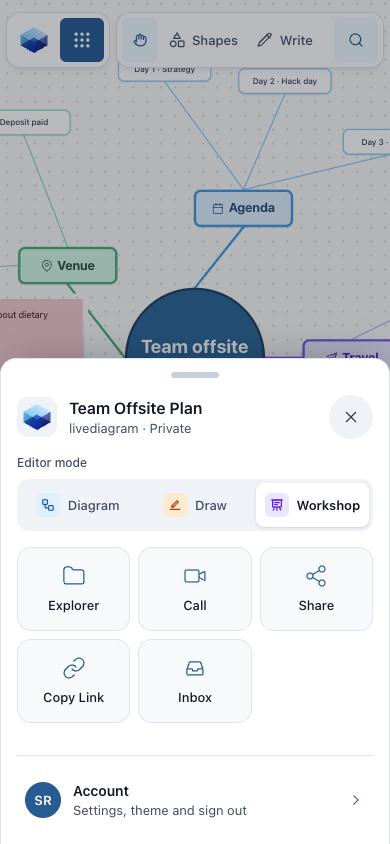 Shapes
Write
Day 1 · Strategy
Day 2 · Hack day
Deposit paid
Day 3 ·
Agenda
Venue
out dietary
Team offsite
Travel
Team Offsite Plan
livediagram · Private
Editor mode
Diagram
Draw
Workshop
Explorer
Call
Share
Copy Link
Inbox
SR
Account
Settings, theme and sign out